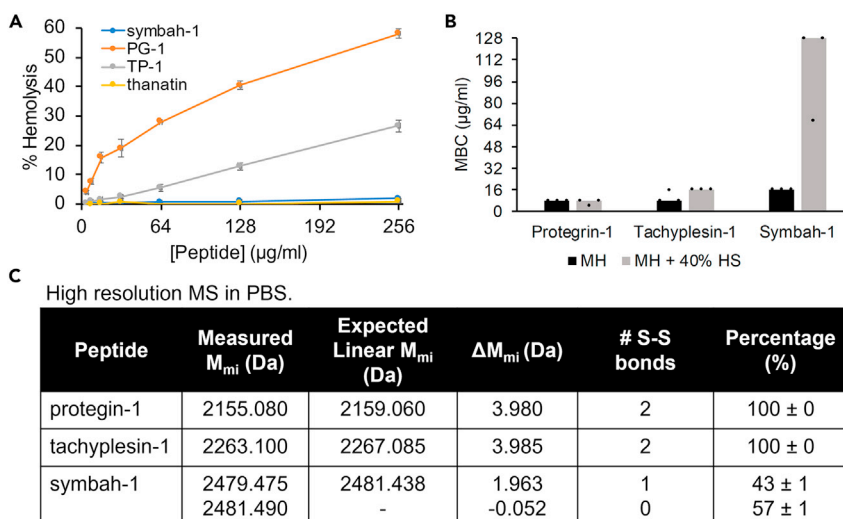 A
60
50
40
30
20
10
0
% Hemolysis
symbah-1
PG-1
TP-1
thanatin
0 64 128 192 256
[Peptide] (µg/ml)
B
128
112
96
80
64
48
32
16
0
MBC (µg/ml)
Protegrin-1 Tachyplesin-1 Symbah-1
MH MH + 40% HS
C
High resolution MS in PBS.
Peptide Measured Mmi (Da) Expected Linear Mmi (Da) ΔMmi (Da) # S-S bonds Percentage (%)
protegin-1 2155.080 2159.060 3.980 2 100 ± 0
tachyplesin-1 2263.100 2267.085 3.985 2 100 ± 0
symbah-1 2479.475 2481.438 1.963 1 43 ± 1
2481.490 - -0.052 0 57 ± 1